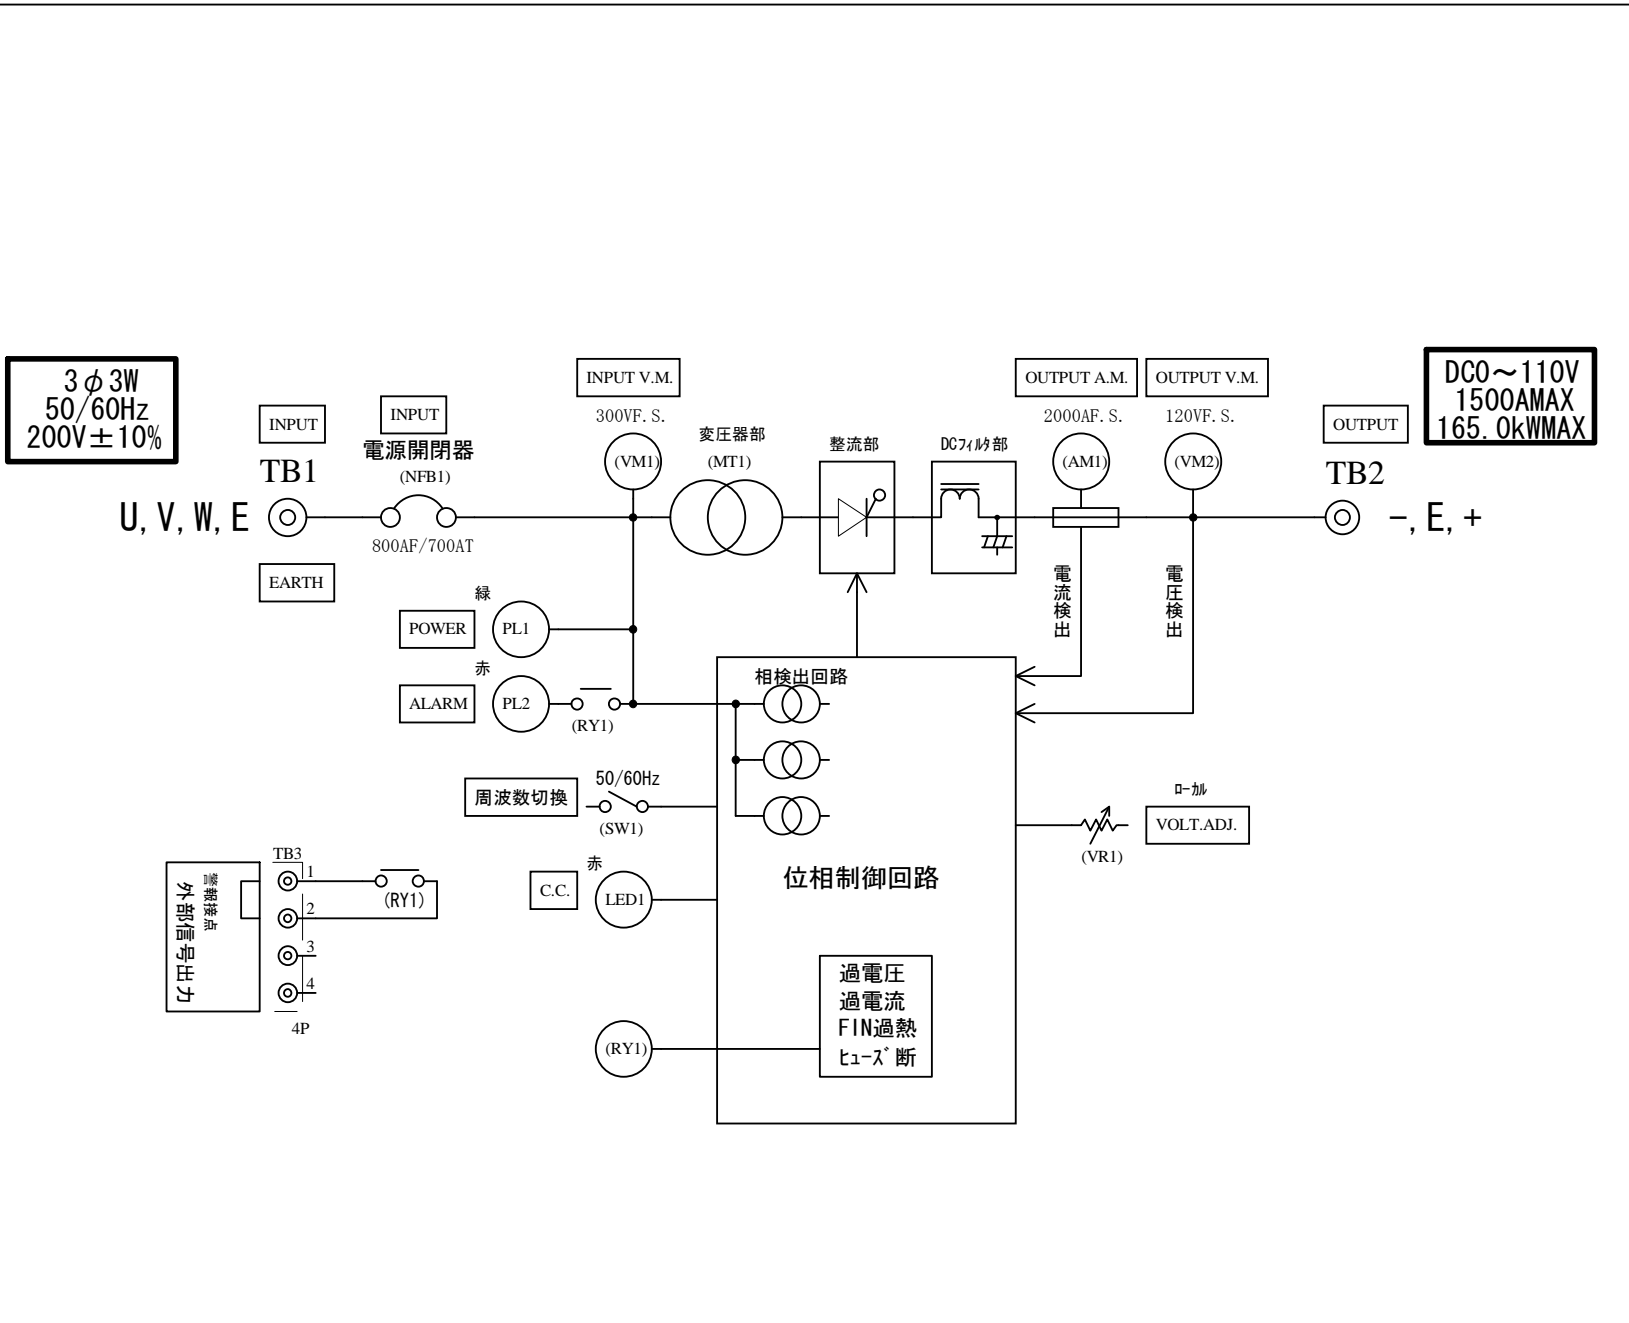 3φ3W
50/60Hz
200V±10%
INPUT
TB1
U,V,W,E
EARTH
INPUT
電源開閉器
(NFB1)
800AF/700AT
INPUT V.M.
300VF.S.
(VM1)
変圧器部
(MT1)
整流部
DCフィルタ部
OUTPUT A.M.
2000AF.S.
(AM1)
OUTPUT V.M.
120VF.S.
(VM2)
OUTPUT
TB2
−,E,+
DC0～110V
1500AMAX
165.0kWMAX
電流検出
電圧検出
緑
POWER
PL1
赤
ALARM
PL2
(RY1)
相検出回路
周波数切換
50/60Hz
(SW1)
ローカル
VOLT.ADJ.
(VR1)
赤
C.C.
LED1
位相制御回路
TB3
警報接点
外部信号出力
1
2
3
4
4P
(RY1)
(RY1)
過電圧
過電流
FIN過熱
ヒューズ断